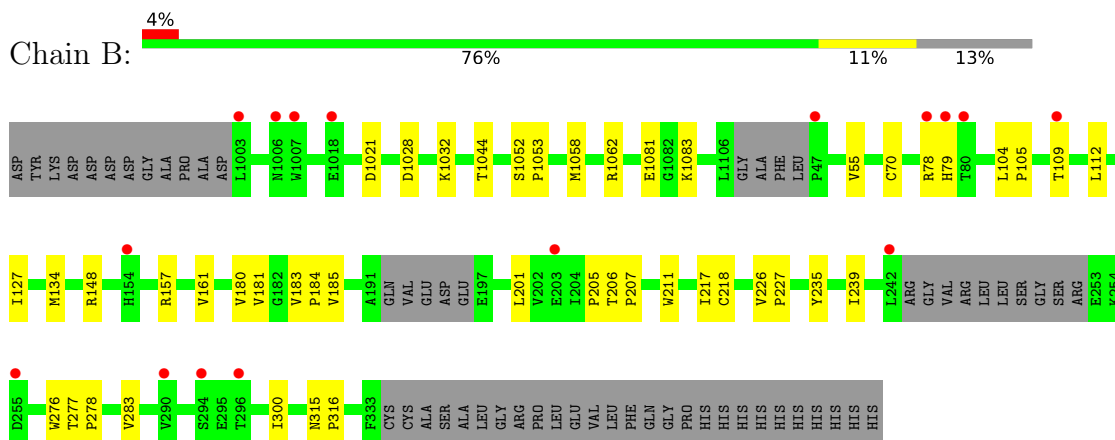 4%
Chain B:
76% 11% 13%
ASP TYR LYS ASP ASP ASP ASP GLY ALA PRO ALA ASP L1003 N1006 W1007 E1018 D1021 D1028 K1032 T1044 S1052 P1053 M1058 R1062 E1081 G1082 K1083 L1106 GLY ALA PHE LEU P47 V55 C70 R78 H79 T80 L104 P105 T109 L112
I127 M134 R148 H154 R157 V161 V180 V181 G182 V183 P184 V185 A191 GLN VAL GLU ASP GLU E197 L201 V202 E203 I204 P205 T206 P207 W211 I217 C218 V226 P227 Y235 I239 L242 ARG GLY VAL ARG LEU LEU SER GLY SER ARG E253 K254
D255 W276 T277 P278 V283 V290 S294 E295 T296 I300 N315 P316 F333 CYS CYS ALA SER ALA LEU GLY ARG PRO LEU GLU VAL LEU PHE GLN GLY PRO HIS HIS HIS HIS HIS HIS HIS HIS HIS HIS